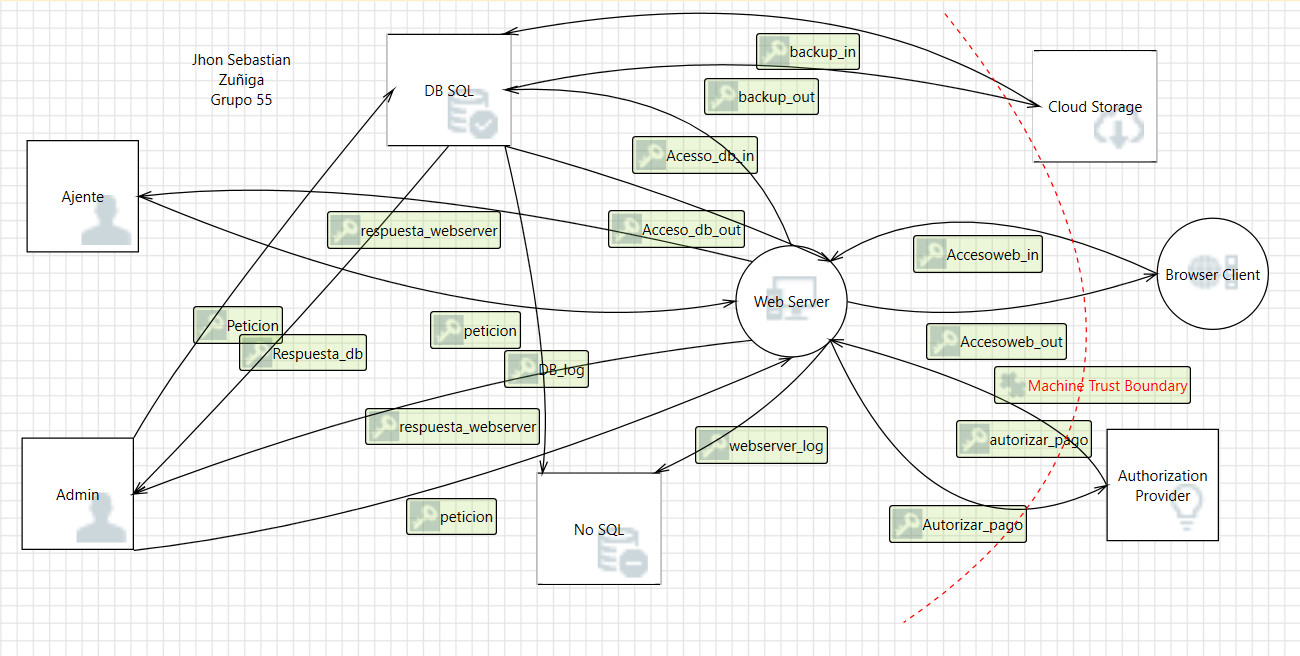 Jhon Sebastian
Zuñiga
Grupo 55
DB SQL
backup_in
backup_out
Cloud Storage
Acesso_db_in
Ajente
respuesta_webserver
Acceso_db_out
Accesoweb_in
Browser Client
Web Server
Peticion
Respuesta_db
peticion
DB_log
Accesoweb_out
Machine Trust Boundary
respuesta_webserver
webserver_log
autorizar_pago
Authorization
Provider
Admin
peticion
No SQL
Autorizar_pago